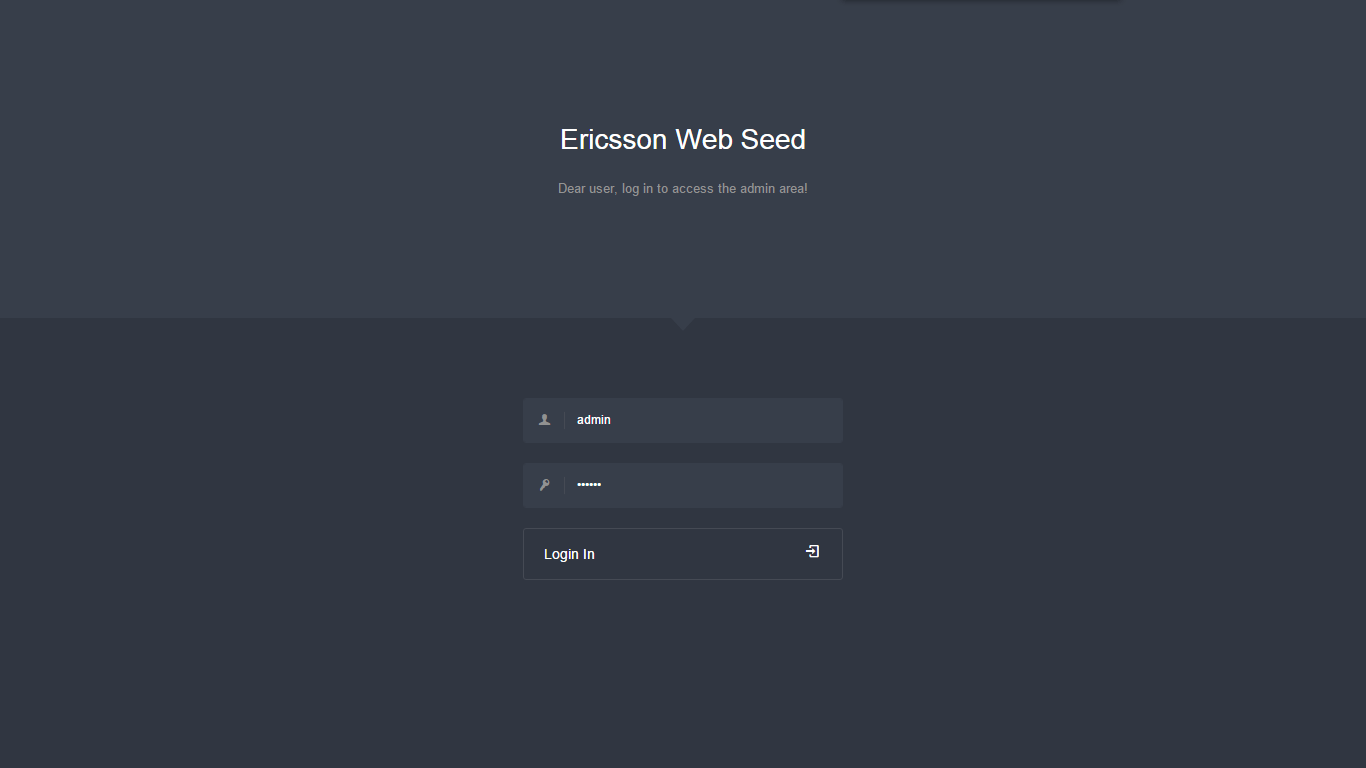 Ericsson Web Seed
Dear user, log in to access the admin area!
admin
••••••
Login In